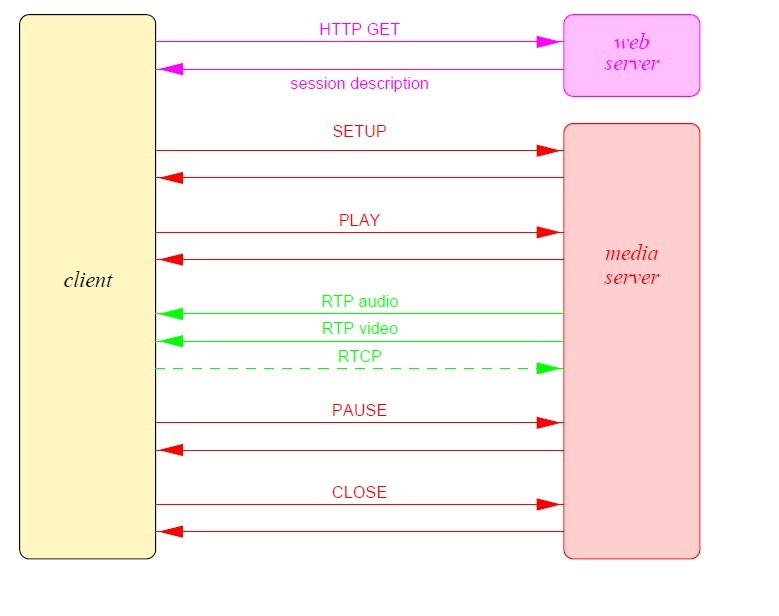 HTTP GET
web
server
session description
SETUP
PLAY
media
server
client
RTP audio
RTP video
RTCP
PAUSE
CLOSE